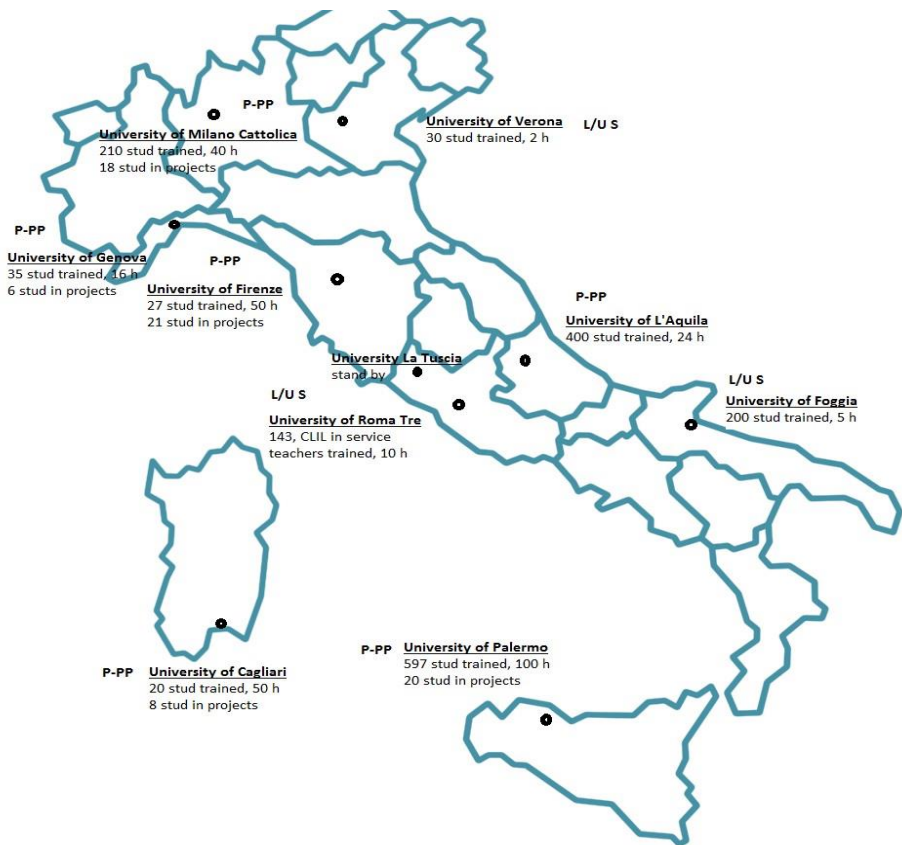 P-PP
University of Milano Cattolica
210 stud trained, 40 h
18 stud in projects
University of Verona
30 stud trained, 2 h
L/U S
P-PP
University of Genova
35 stud trained, 16 h
6 stud in projects
P-PP
University of Firenze
27 stud trained, 50 h
21 stud in projects
P-PP
University of L'Aquila
400 stud trained, 24 h
University La Tuscia
stand by
L/U S
University of Foggia
200 stud trained, 5 h
L/U S
University of Roma Tre
143, CLIL in service
teachers trained, 10 h
P-PP
University of Cagliari
20 stud trained, 50 h
8 stud in projects
P-PP
University of Palermo
597 stud trained, 100 h
20 stud in projects